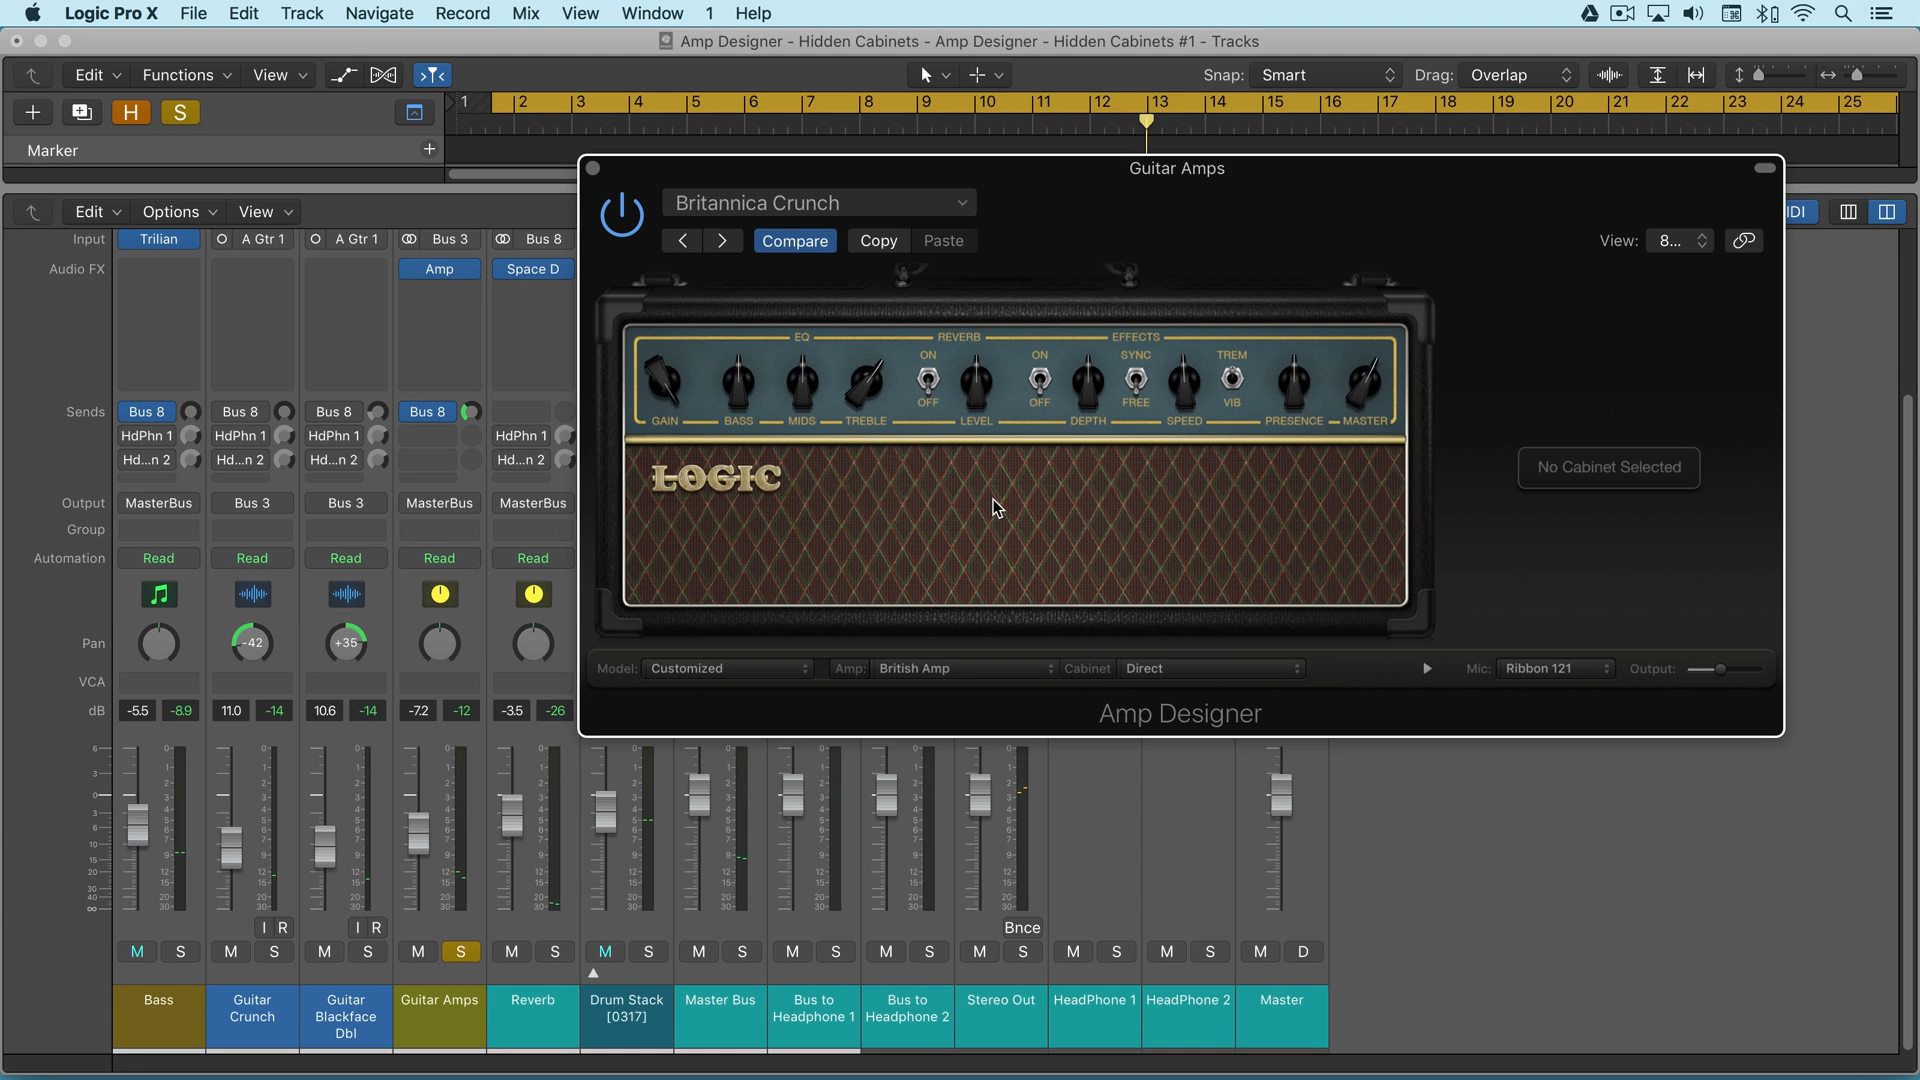 Logic Pro X File Edit Track Navigate Record Mix View Window 1 Help
Amp Designer - Hidden Cabinets - Amp Designer - Hidden Cabinets #1 - Tracks
Edit Functions View Snap: Smart Drag: Overlap
H S 1 2 3 4 5 6 7 8 9 10 11 12 13 14 15 16 17 18 19 20 21 22 23 24 25
Marker
Guitar Amps
Britannica Crunch
Compare Copy Paste View: 8...
Edit Options View IDI
Input Trilian A Gtr 1 A Gtr 1 Bus 3 Bus 8
Audio FX Amp Space D
EQ REVERB EFFECTS
ON ON SYNC TREM
OFF OFF FREE VIB
GAIN BASS MIDS TREBLE LEVEL DEPTH SPEED PRESENCE MASTER
LOGIC
No Cabinet Selected
Sends Bus 8 Bus 8 Bus 8 Bus 8
HdPhn 1 HdPhn 1 HdPhn 1 HdPhn 1
Hd...n 2 Hd...n 2 Hd...n 2 Hd...n 2
Output MasterBus Bus 3 Bus 3 MasterBus MasterBus
Group
Automation Read Read Read Read Read
Pan -42 +35
VCA
Model: Customized Amp: British Amp Cabinet Direct Mic: Ribbon 121 Output:
Amp Designer
dB -5.5 -8.9 11.0 -14 10.6 -14 -7.2 -12 -3.5 -26
I R I R Bnce
M S M S M S M S M S M S M S M S M S M S M S M S M D
Bass
Guitar Crunch
Guitar Blackface Dbl
Guitar Amps
Reverb
Drum Stack [0317]
Master Bus
Bus to Headphone 1
Bus to Headphone 2
Stereo Out
HeadPhone 1
HeadPhone 2
Master